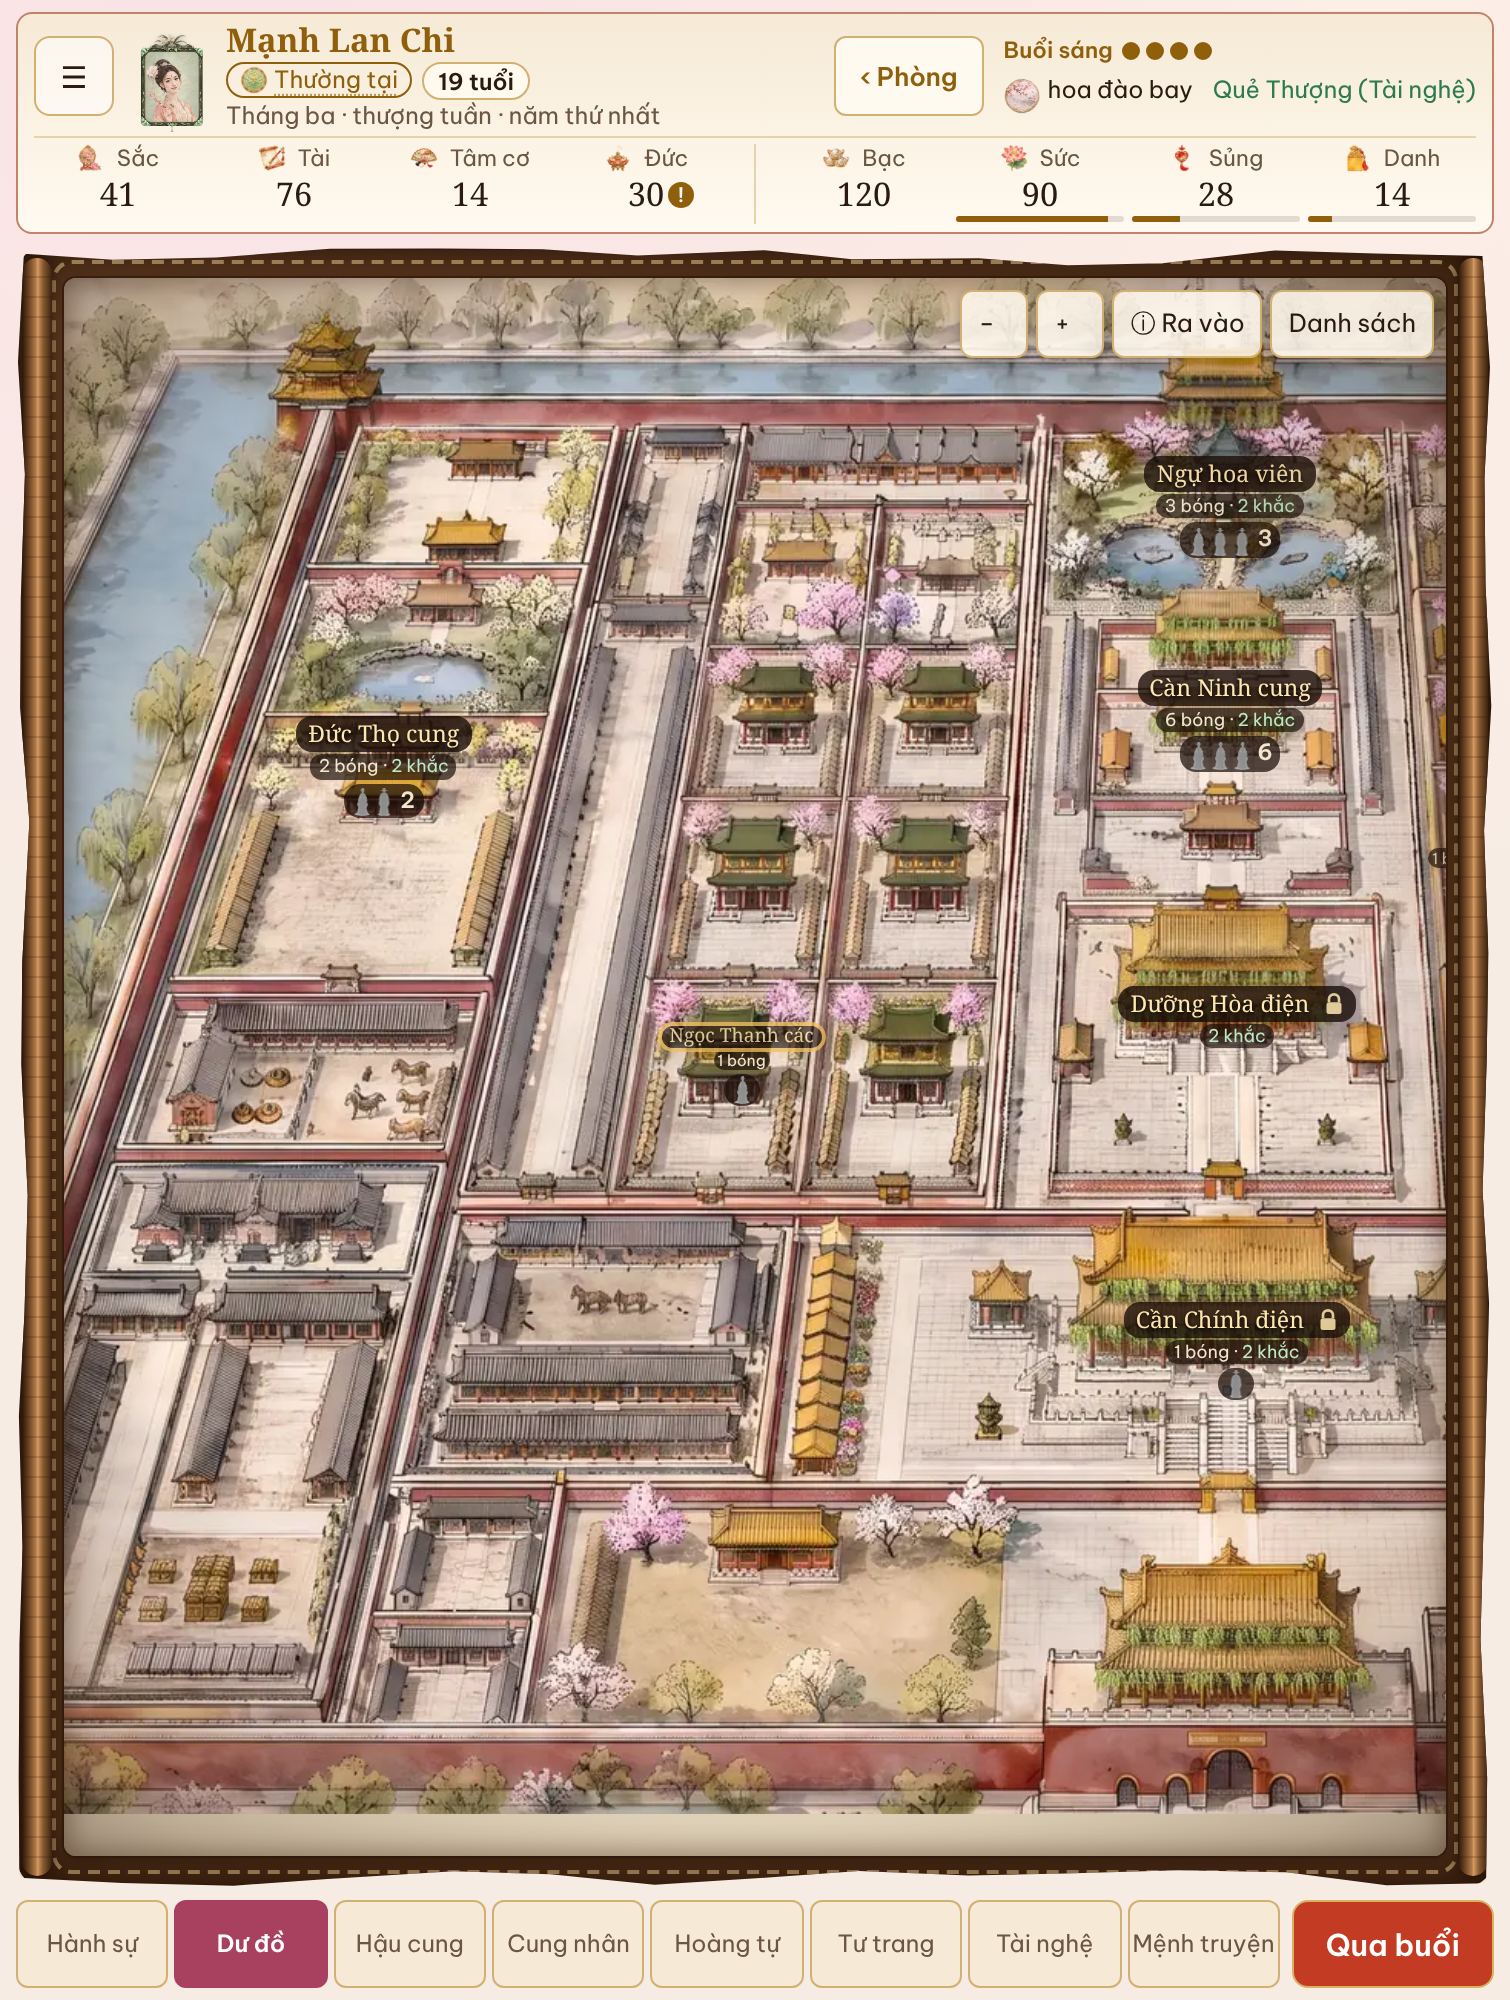 ☰
Mạnh Lan Chi
Thường tại
19 tuổi
Tháng ba · thượng tuần · năm thứ nhất
‹ Phòng
Buổi sáng
hoa đào bay
Quẻ Thượng (Tài nghệ)
Sắc
Tài
Tâm cơ
Đức
Bạc
Sức
Sủng
Danh
41
76
14
30 !
120
90
28
14
−
+
ⓘ Ra vào
Danh sách
Ngự hoa viên
3 bóng · 2 khắc
3
Càn Ninh cung
6 bóng · 2 khắc
6
Đức Thọ cung
2 bóng · 2 khắc
2
Dưỡng Hòa điện
2 khắc
Ngọc Thanh các
1 bóng
Cần Chính điện
1 bóng · 2 khắc
Hành sự
Dư đồ
Hậu cung
Cung nhân
Hoàng tự
Tư trang
Tài nghệ
Mệnh truyện
Qua buổi